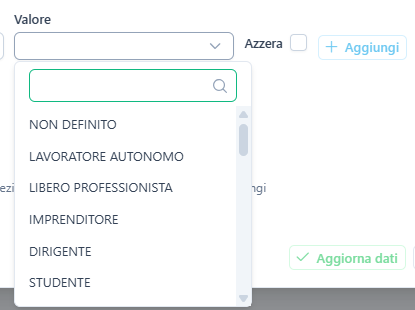 Valore
Azzera
Aggiungi
NON DEFINITO
LAVORATORE AUTONOMO
LIBERO PROFESSIONISTA
IMPRENDITORE
DIRIGENTE
STUDENTE
Aggiorna dati